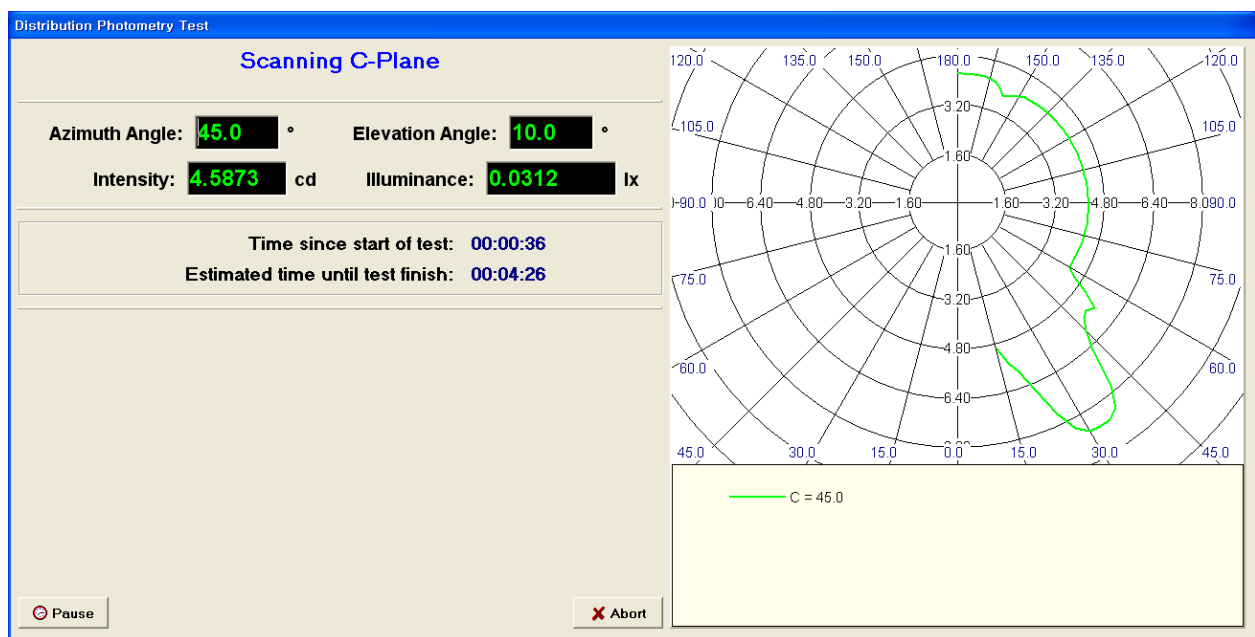 Distribution Photometry Test
Scanning C-Plane
Azimuth Angle: 45.0 ° Elevation Angle: 10.0 °
Intensity: 4.5873 cd Illuminance: 0.0312 lx
Time since start of test: 00:00:36
Estimated time until test finish: 00:04:26
Pause
Abort
120.0 135.0 150.0 180.0 150.0 135.0 120.0
3.20
105.0 105.0
1.60
90.0 6.40 4.80 3.20 1.60 1.60 3.20 4.80 6.40 8.0 90.0
1.60
75.0 75.0
3.20
4.80
60.0 60.0
6.40
45.0 30.0 15.0 0.0 15.0 30.0 45.0
C = 45.0